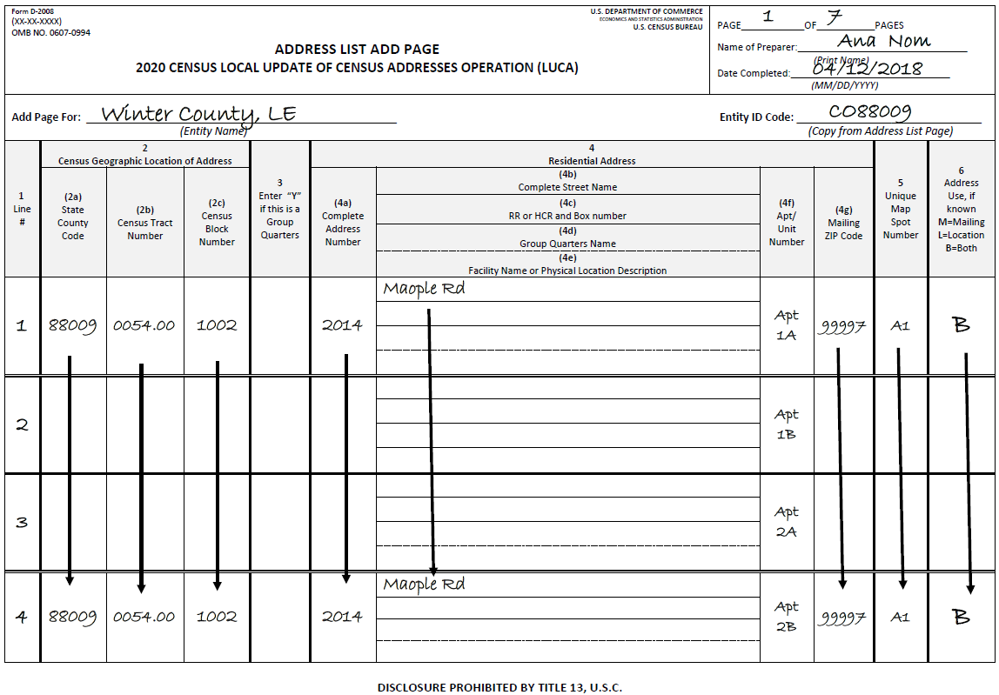 Form D-2008
(XX-XX-XXXX)
OMB NO. 0607-0994
ADDRESS LIST ADD PAGE
2020 CENSUS LOCAL UPDATE OF CENSUS ADDRESSES OPERATION (LUCA)
U.S. DEPARTMENT OF COMMERCE
ECONOMICS AND STATISTICS ADMINISTRATION
U.S. CENSUS BUREAU
PAGE 1 OF 7 PAGES
Name of Preparer: Ana Nom
(Print Name)
Date Completed: 04/12/2018
(MM/DD/YYYY)
Add Page For: Winter County, LE
(Entity Name)
Entity ID Code: CO88009
(Copy from Address List Page)
1
Line
#
2
Census Geographic Location of Address
(2a)
State
County
Code
(2b)
Census Tract
Number
(2c)
Census
Block
Number
3
Enter "Y"
if this is a
Group
Quarters
4
Residential Address
(4a)
Complete
Address
Number
(4b)
Complete Street Name
(4c)
RR or HCR and Box number
(4d)
Group Quarters Name
(4e)
Facility Name or Physical Location Description
(4f)
Apt/
Unit
Number
(4g)
Mailing
ZIP Code
5
Unique
Map
Spot
Number
6
Address
Use, if
known
M=Mailing
L=Location
B=Both
Maople Rd
1 88009 0054.00 1002 2014 Apt 1A 99997 A1 B
2 Apt 1B
3 Apt 2A
Maople Rd
4 88009 0054.00 1002 2014 Apt 2B 99997 A1 B
DISCLOSURE PROHIBITED BY TITLE 13, U.S.C.